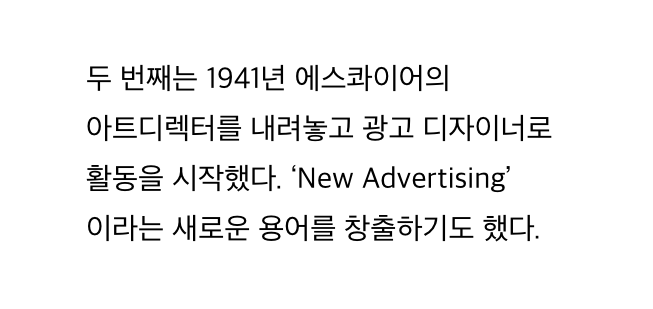 두 번째는 1941년 에스콰이어의
아트디렉터를 내려놓고 광고 디자이너로
활동을 시작했다. ‘New Advertising’
이라는 새로운 용어를 창출하기도 했다.